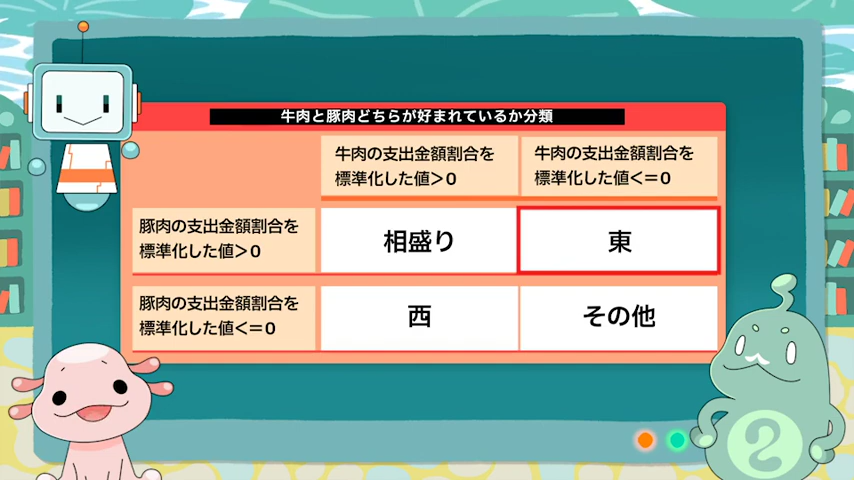 牛肉と豚肉どちらが好まれているか分類
牛肉の支出金額割合を
標準化した値>0
牛肉の支出金額割合を
標準化した値<=0
豚肉の支出金額割合を
標準化した値>0
相盛り
東
豚肉の支出金額割合を
標準化した値<=0
西
その他
2